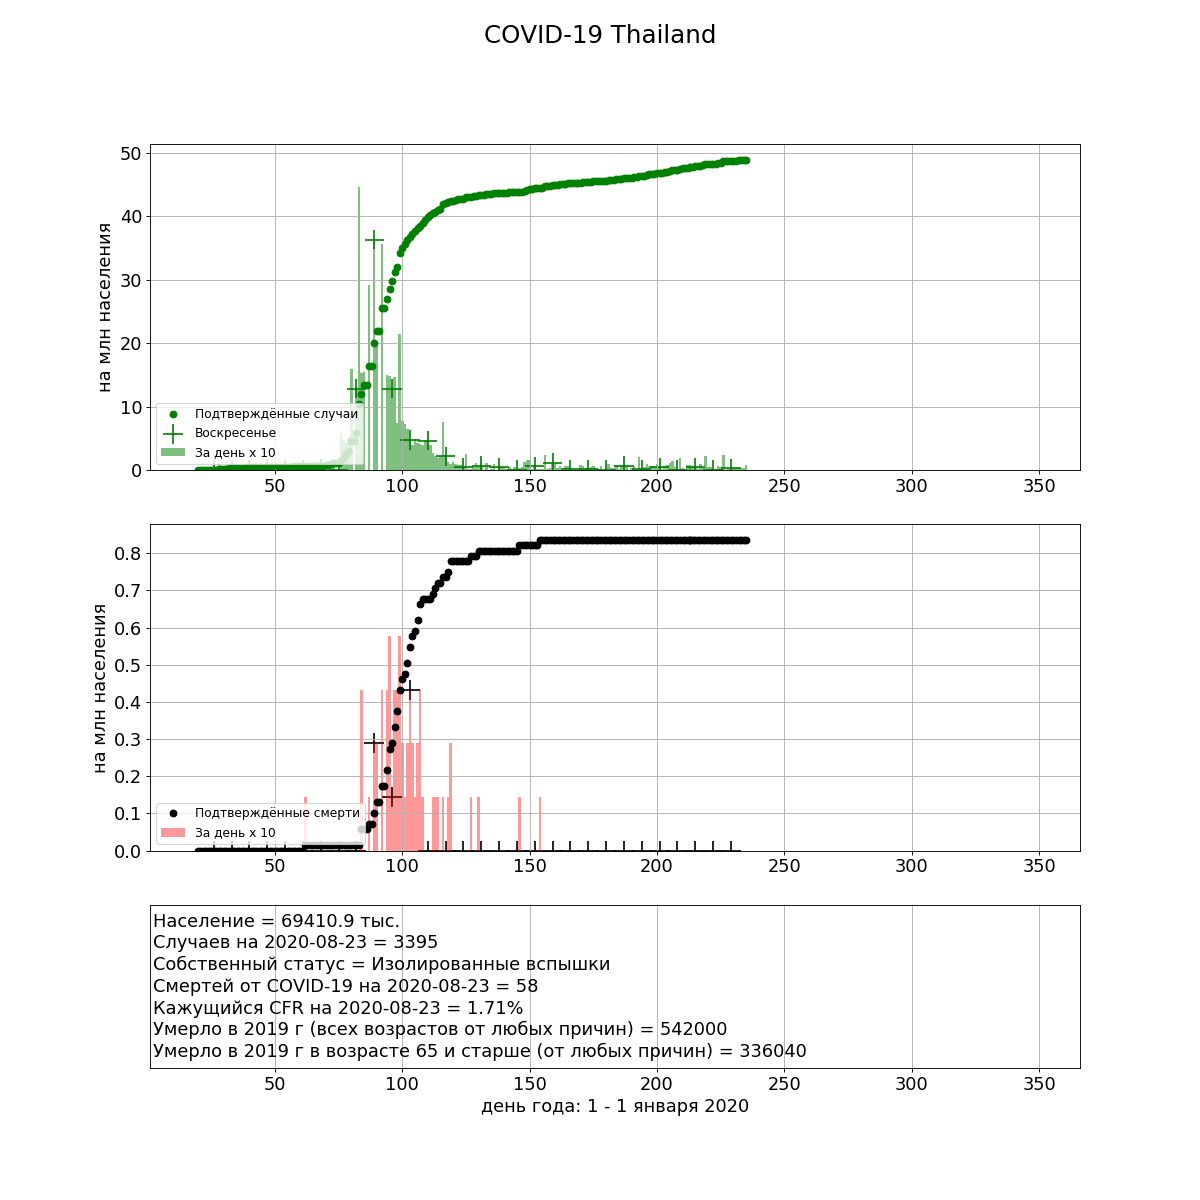 COVID-19 Thailand
50
40
30
20
10
0
на млн населения
Подтверждённые случаи
Воскресенье
За день x 10
50 100 150 200 250 300 350
0.8
0.7
0.6
0.5
0.4
0.3
0.2
0.1
0.0
на млн населения
Подтверждённые смерти
За день x 10
50 100 150 200 250 300 350
Население = 69410.9 тыс.
Случаев на 2020-08-23 = 3395
Собственный статус = Изолированные вспышки
Смертей от COVID-19 на 2020-08-23 = 58
Кажущийся CFR на 2020-08-23 = 1.71%
Умерло в 2019 г (всех возрастов от любых причин) = 542000
Умерло в 2019 г в возрасте 65 и старше (от любых причин) = 336040
50 100 150 200 250 300 350
день года: 1 - 1 января 2020